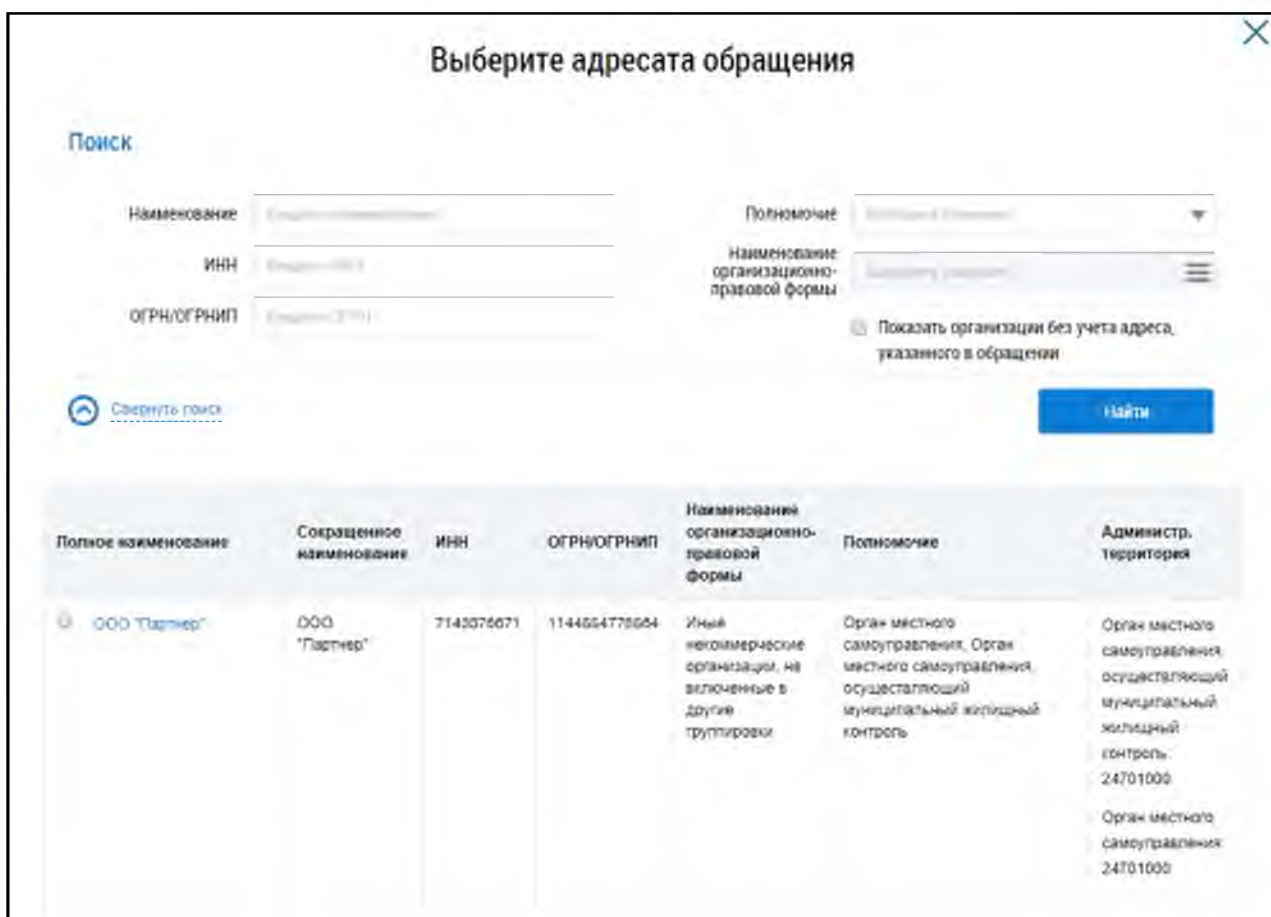 Выберите адресата обращения
Поиск
Наименование
Полномочие
ИНН
Наименование
организационно-
правовой формы
ОГРН/ОГРНИП
Показать организации без учета адреса,
указанного в обращении
Свернуть поиск
Найти
Полное наименование
Сокращенное
наименование
ИНН
ОГРН/ОГРНИП
Наименование
организационно-
правовой
формы
Полномочие
Администр.
территория
ООО "Партнер"
ООО
"Партнер"
Иные
некоммерческие
организации, не
включенные в
другие
группировки
Орган местного
самоуправления, Орган
местного самоуправления,
осуществляющий
муниципальный жилищный
контроль
Орган местного
самоуправления,
осуществляющий
муниципальный
жилищный
контроль:
24701000
Орган местного
самоуправления:
24701000